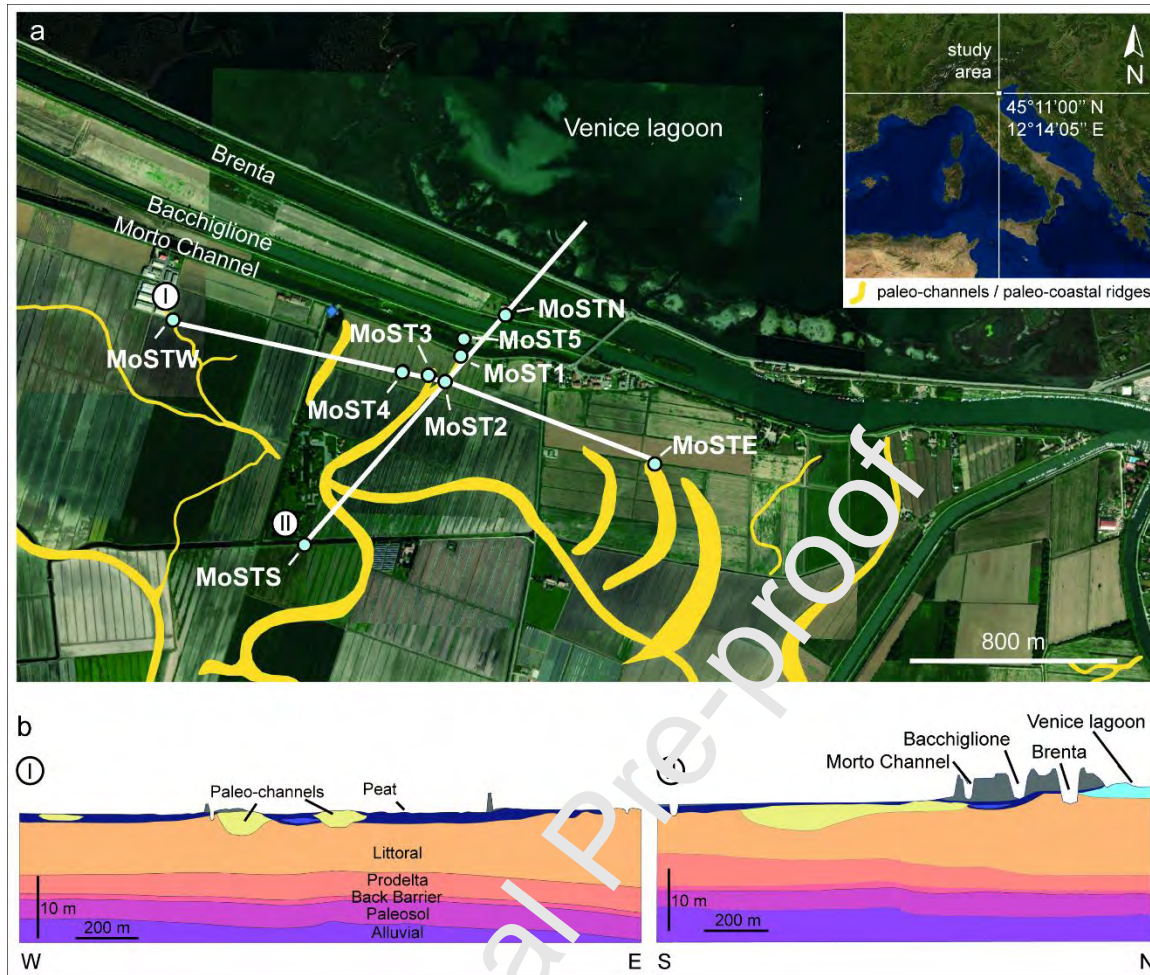 a
study
area
N
45°11'00'' N
12°14'05'' E
Venice lagoon
Brenta
Bacchiglione
Morto Channel
paleo-channels / paleo-coastal ridges
I
MoSTN
MoST5
MoST3
MoST1
MoSTW
MoST4
MoST2
MoSTE
II
MoSTS
800 m
al Pre-proof
b
I
Paleo-channels
Peat
Littoral
Prodelta
Back Barrier
Paleosol
Alluvial
10 m
200 m
W
E
Venice lagoon
Bacchiglione
Brenta
Morto Channel
10 m
200 m
S
N